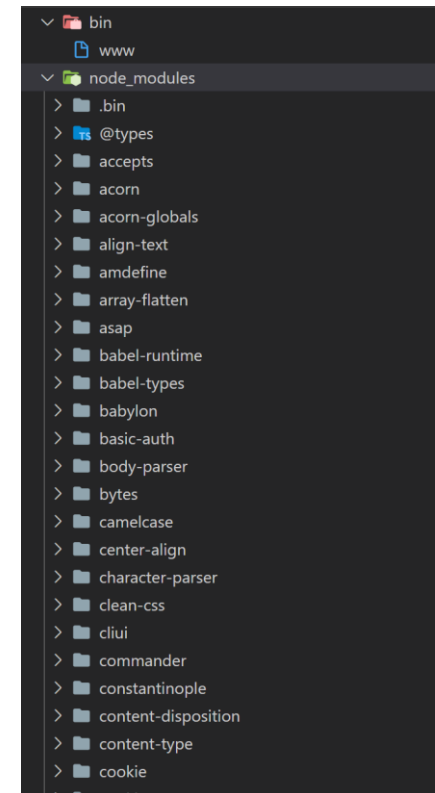 bin
www
node_modules
.bin
TS @types
accepts
acorn
acorn-globals
align-text
amdefine
array-flatten
asap
babel-runtime
babel-types
babylon
basic-auth
body-parser
bytes
camelcase
center-align
character-parser
clean-css
cliui
commander
constantinople
content-disposition
content-type
cookie